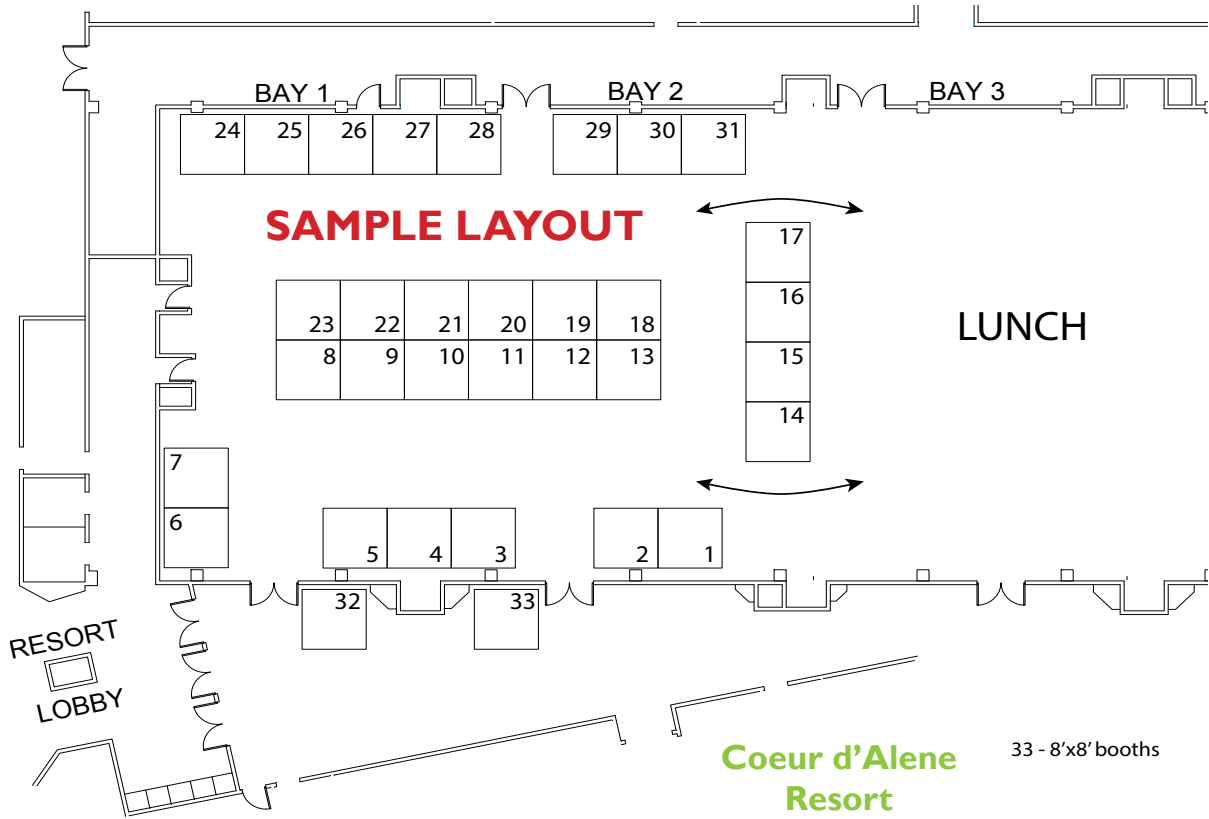 BAY 1
BAY 2
BAY 3
24 25 26 27 28 29 30 31
SAMPLE LAYOUT
17
16
15
14
LUNCH
23 22 21 20 19 18
8 9 10 11 12 13
7
6
5 4 3 2 1
32 33
RESORT
LOBBY
Coeur d’Alene
Resort
33 - 8’x8’ booths